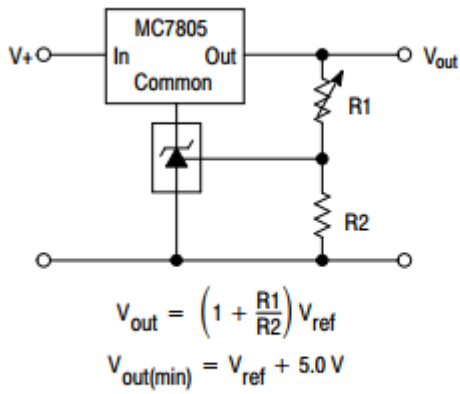 MC7805
V+ In Out Vout
Common
R1
R2
Vout = (1 + R1/R2) Vref
Vout(min) = Vref + 5.0 V